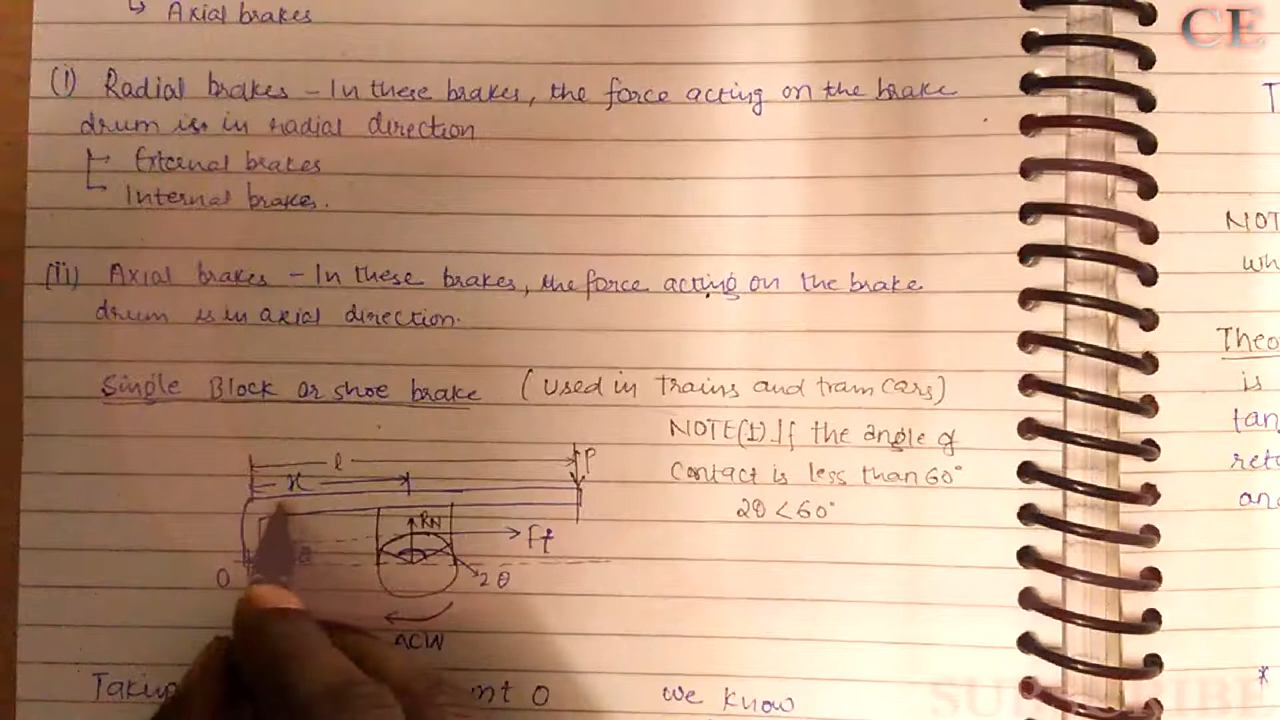 ↳ Axial brakes
CE
(i) Radial brakes - In these brakes, the force acting on the brake
drum is in radial direction
External brakes
Internal brakes.
(ii) Axial brakes - In these brakes, the force acting on the brake
drum is in axial direction.
Single Block or shoe brake (Used in trains and tram cars)
NOTE(1). If the angle of
contact is less than 60°
2θ < 60°
l
P
x
RN
Ft
O
2θ
ACW
nt O we know
SUBSCRIBE
T
NOT
wh
Theo
is
tan
reto
an
*